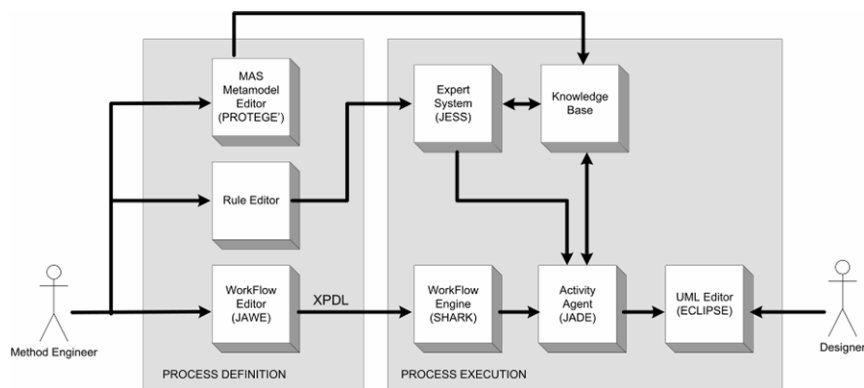 MAS
Metamodel
Editor
(PROTEGE')
Expert
System
(JESS)
Knowledge
Base
Rule Editor
WorkFlow
Editor
(JAWE)
XPDL
WorkFlow
Engine
(SHARK)
Activity
Agent
(JADE)
UML Editor
(ECLIPSE)
Method Engineer
Designer
PROCESS DEFINITION
PROCESS EXECUTION